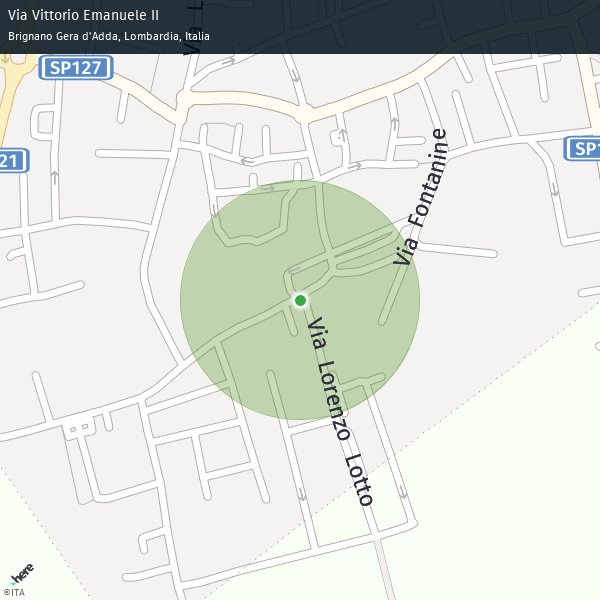 Via Vittorio Emanuele II
Brignano Gera d'Adda, Lombardia, Italia
Via L
SP127
21
SP1
Via Fontanine
Via Lorenzo Lotto
here
©ITA